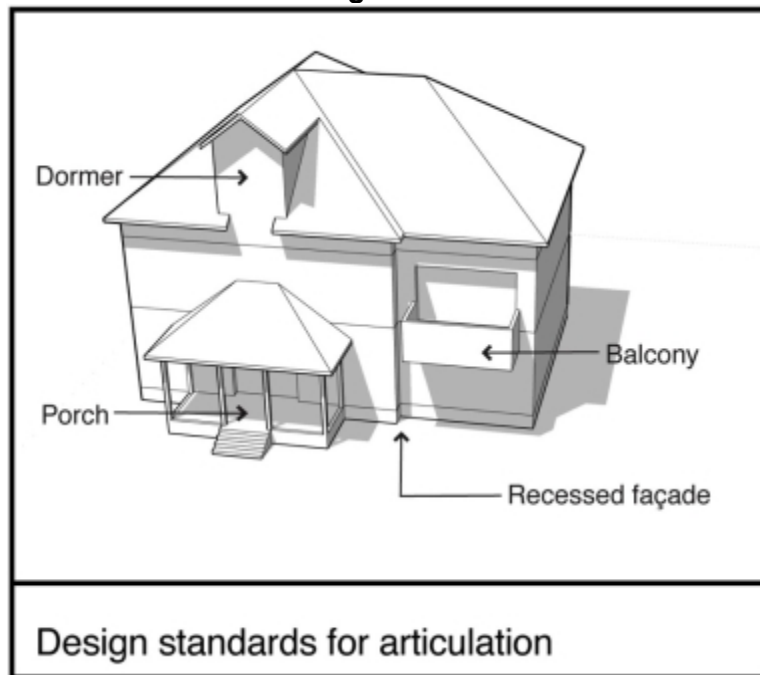 Dormer
Balcony
Porch
Recessed façade
Design standards for articulation